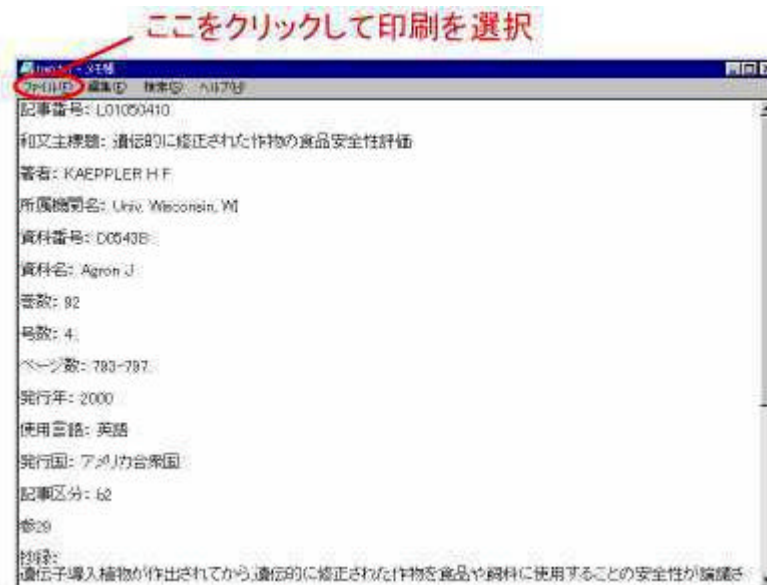 ここをクリックして印刷を選択
メモ帳
ファイル(F) 編集(E) 検索(S) ヘルプ(H)
記事番号: L01050410
和文主標題: 遺伝的に修正された作物の食品安全性評価
著者: KAEPPLER H F
所属機関名: Univ. Wisconsin, WI
資料番号: D0543B
資料名: Agron J
巻数: 92
号数: 4
ページ数: 793-797
発行年: 2000
使用言語: 英語
発行国: アメリカ合衆国
記事区分: b2
参29
抄録:
遺伝子導入植物が作出されてから,遺伝的に修正された作物を食品や飼料に使用することの安全性が論議さ